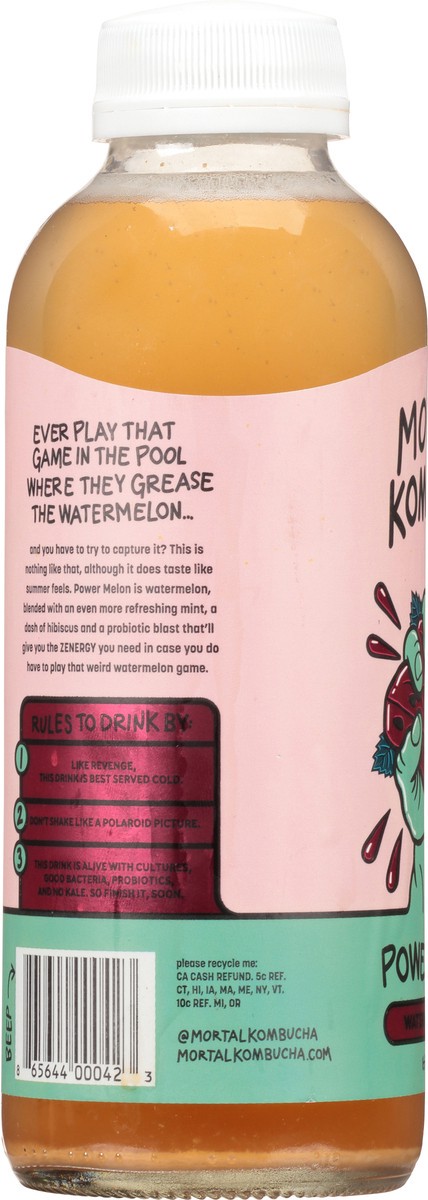 EVER PLAY THAT
GAME IN THE POOL
WHERE THEY GREASE
THE WATERMELON...
and you have to try to capture it? This is
nothing like that, although it does taste like
summer feels. Power Melon is watermelon,
blended with an even more refreshing mint, a
dash of hibiscus and a probiotic blast that'll
give you the ZENERGY you need in case you do
have to play that weird watermelon game.
RULES TO DRINK BY:
1
LIKE REVENGE,
THIS DRINK IS BEST SERVED COLD.
2
DON'T SHAKE LIKE A POLAROID PICTURE.
3
THIS DRINK IS ALIVE WITH CULTURES,
GOOD BACTERIA, PROBIOTICS,
AND NO KALE. SO FINISH IT, SOON.
MO
KOM
POWE
WATE
BEEP →
8 65644 00042 3
please recycle me:
CA CASH REFUND. 5¢ REF.
CT, HI, IA, MA, ME, NY, VT.
10¢ REF. MI, OR
@MORTALKOMBUCHA
MORTALKOMBUCHA.COM